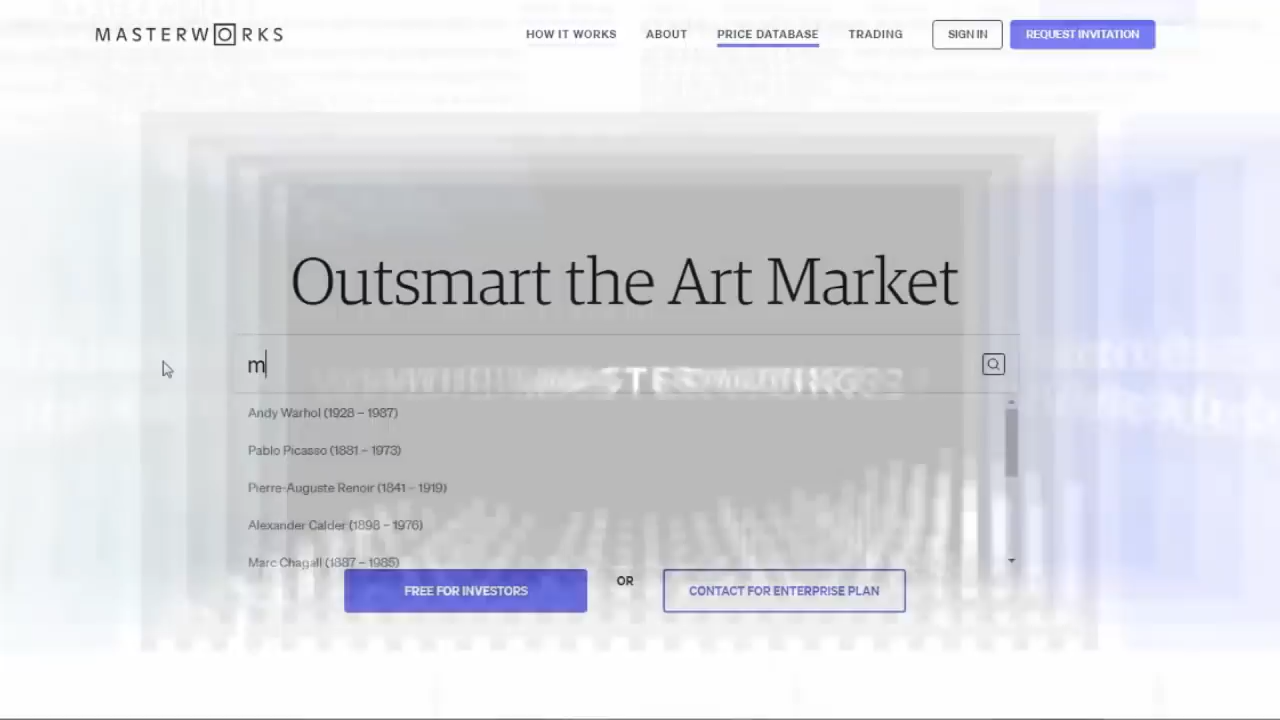 MASTERWORKS
HOW IT WORKS ABOUT PRICE DATABASE TRADING SIGN IN REQUEST INVITATION
Outsmart the Art Market
m
Andy Warhol (1928 – 1987)
Pablo Picasso (1881 – 1973)
Pierre-Auguste Renoir (1841 – 1919)
Alexander Calder (1898 – 1976)
Marc Chagall (1887 – 1985)
FREE FOR INVESTORS OR CONTACT FOR ENTERPRISE PLAN